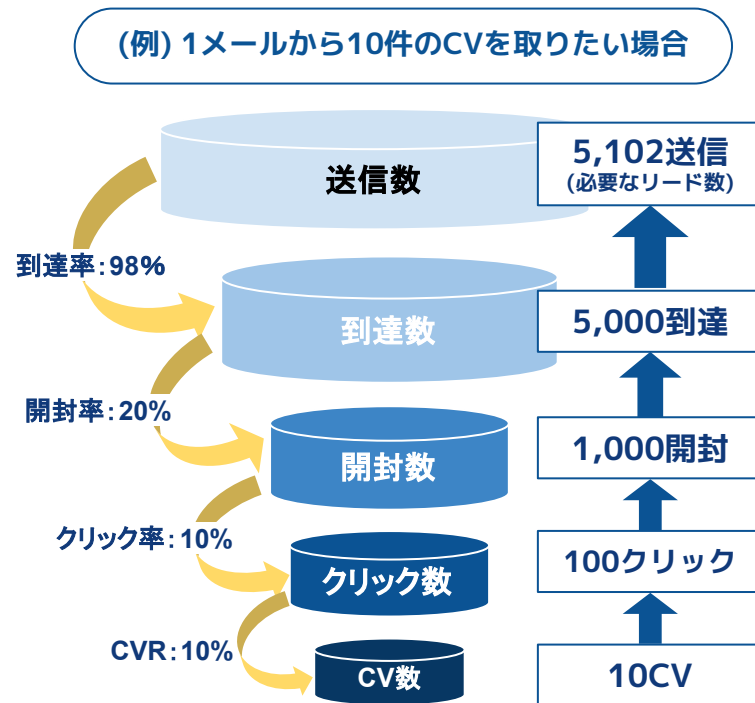 (例) 1メールから10件のCVを取りたい場合
送信数
5,102送信
(必要なリード数)
到達率：98%
到達数
5,000到達
開封率：20%
開封数
1,000開封
クリック率：10%
クリック数
100クリック
CVR：10%
CV数
10CV